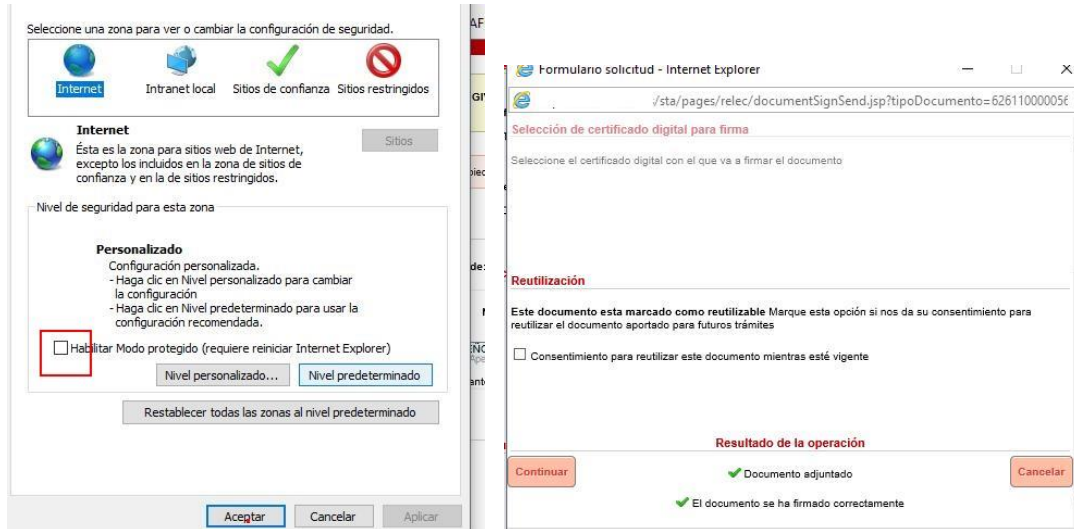 Seleccione una zona para ver o cambiar la configuración de seguridad.
Internet
Intranet local
Sitios de confianza
Sitios restringidos
Internet
Ésta es la zona para sitios web de Internet,
excepto los incluidos en la zona de sitios de
confianza y en la de sitios restringidos.
Sitios
Nivel de seguridad para esta zona
Personalizado
Configuración personalizada.
- Haga clic en Nivel personalizado para cambiar
la configuración
- Haga clic en Nivel predeterminado para usar la
configuración recomendada.
Habilitar Modo protegido (requiere reiniciar Internet Explorer)
Nivel personalizado...
Nivel predeterminado
Restablecer todas las zonas al nivel predeterminado
Aceptar
Cancelar
Aplicar
AF
de:
Formulario solicitud - Internet Explorer
/sta/pages/relec/documentSignSend.jsp?tipoDocumento=626110000056
Selección de certificado digital para firma
Seleccione el certificado digital con el que va a firmar el documento
Reutilización
Este documento esta marcado como reutilizable Marque esta opción si nos da su consentimiento para
reutilizar el documento aportado para futuros trámites
Consentimiento para reutilizar este documento mientras esté vigente
Resultado de la operación
Continuar
Documento adjuntado
Cancelar
El documento se ha firmado correctamente